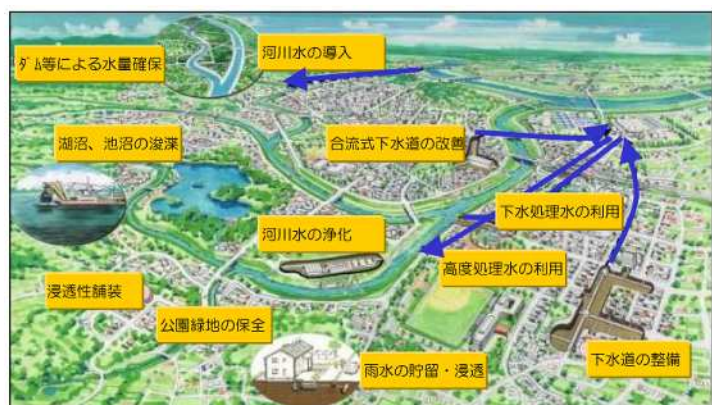 河川水の導入
ダム等による水量確保
湖沼、池沼の浚渫
合流式下水道の改善
下水処理水の利用
河川水の浄化
高度処理水の利用
浸透性舗装
公園緑地の保全
雨水の貯留・浸透
下水道の整備